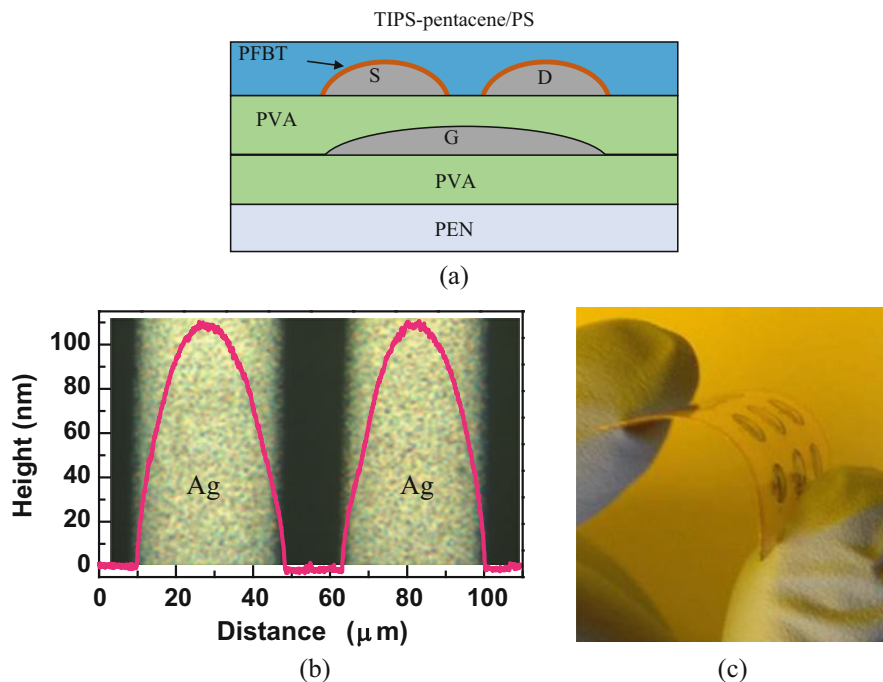 TIPS-pentacene/PS
PFBT
S
D
PVA
G
PVA
PEN
(a)
100
80
60
40
20
0
Height (nm)
Ag
Ag
0
20
40
60
80
100
Distance (μm)
(b)
(c)